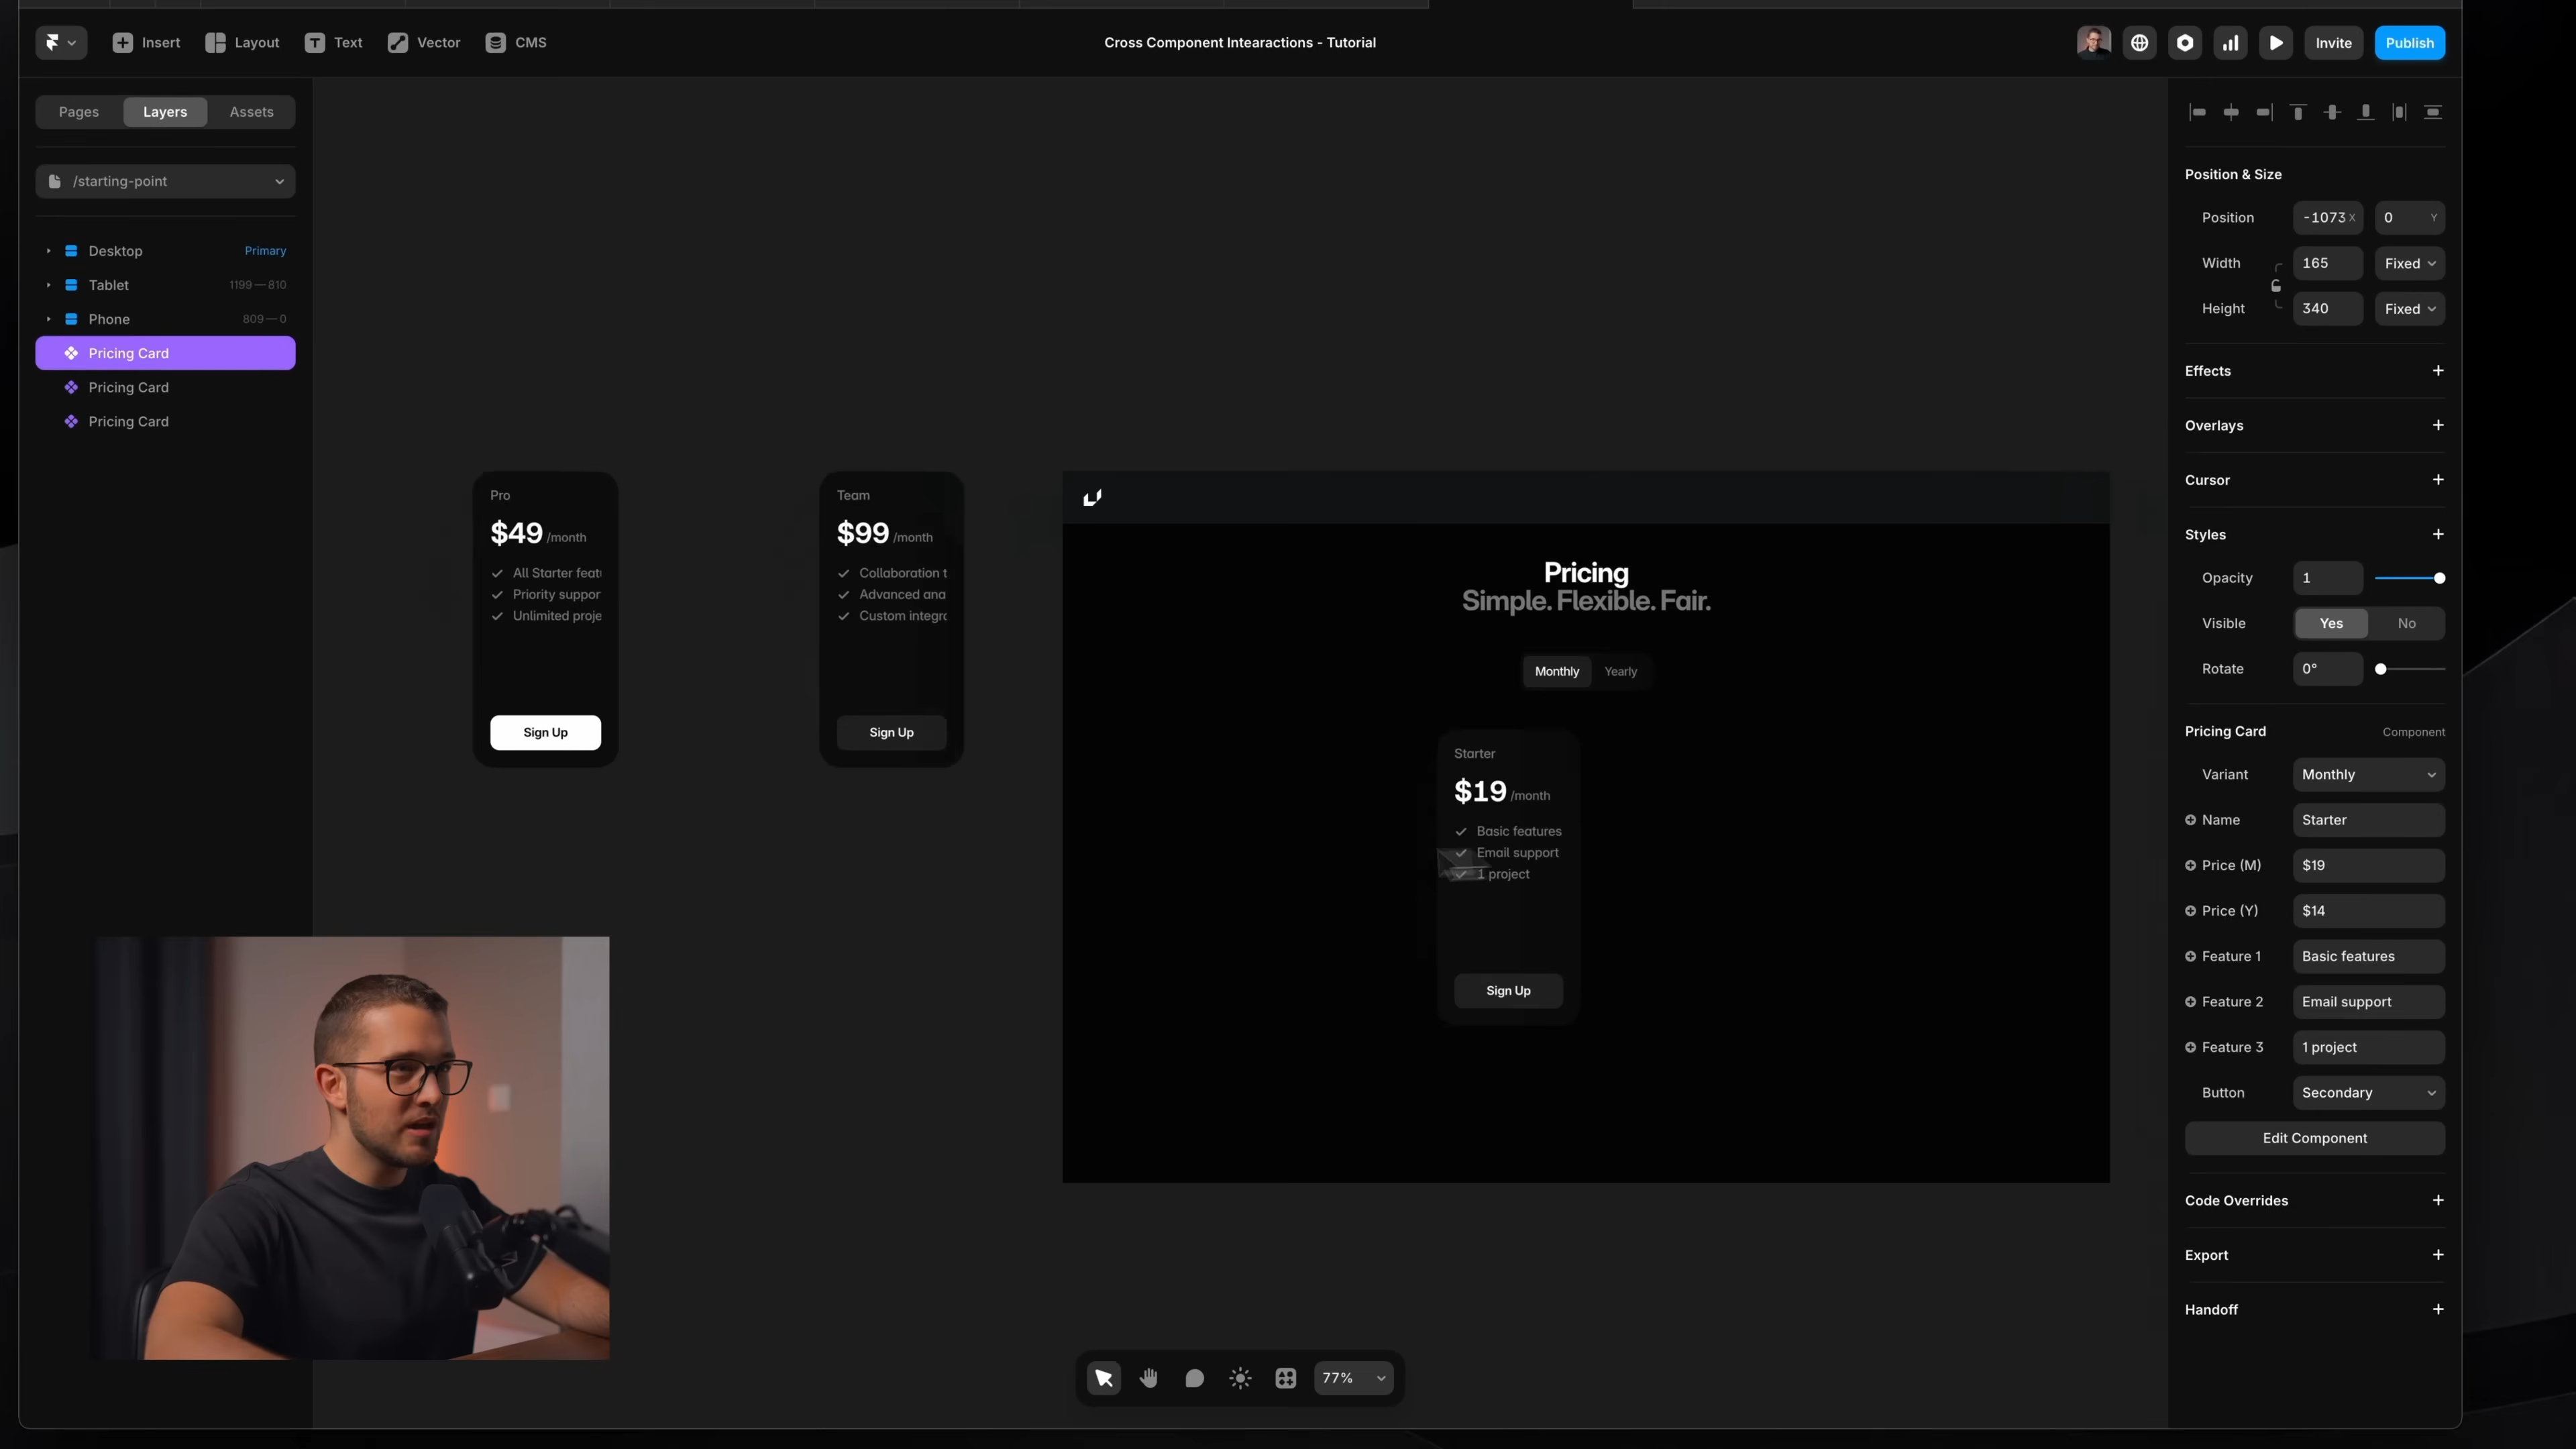 Insert
Layout
Text
Vector
CMS
Cross Component Intearactions - Tutorial
Invite
Publish
Pages
Layers
Assets
/starting-point
Desktop
Primary
Tablet
1199 — 810
Phone
809 — 0
Pricing Card
Pricing Card
Pricing Card
Pro
$49 /month
All Starter feat
Priority suppor
Unlimited proje
Sign Up
Team
$99 /month
Collaboration t
Advanced ana
Custom integr
Sign Up
Pricing
Simple. Flexible. Fair.
Monthly
Yearly
Starter
$19 /month
Basic features
Email support
1 project
Sign Up
77%
Position & Size
Position
-1073 X
0 Y
Width
165
Fixed
Height
340
Fixed
Effects
Overlays
Cursor
Styles
Opacity
1
Visible
Yes
No
Rotate
0°
Pricing Card
Component
Variant
Monthly
Name
Starter
Price (M)
$19
Price (Y)
$14
Feature 1
Basic features
Feature 2
Email support
Feature 3
1 project
Button
Secondary
Edit Component
Code Overrides
Export
Handoff